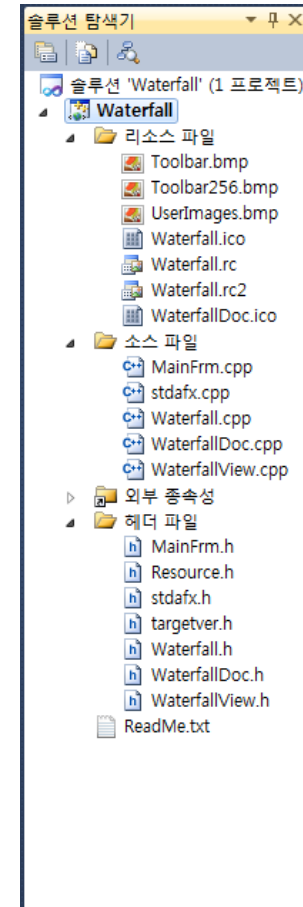 솔루션 탐색기
솔루션 'Waterfall' (1 프로젝트)
Waterfall
리소스 파일
Toolbar.bmp
Toolbar256.bmp
UserImages.bmp
Waterfall.ico
Waterfall.rc
Waterfall.rc2
WaterfallDoc.ico
소스 파일
MainFrm.cpp
stdafx.cpp
Waterfall.cpp
WaterfallDoc.cpp
WaterfallView.cpp
외부 종속성
헤더 파일
MainFrm.h
Resource.h
stdafx.h
targetver.h
Waterfall.h
WaterfallDoc.h
WaterfallView.h
ReadMe.txt